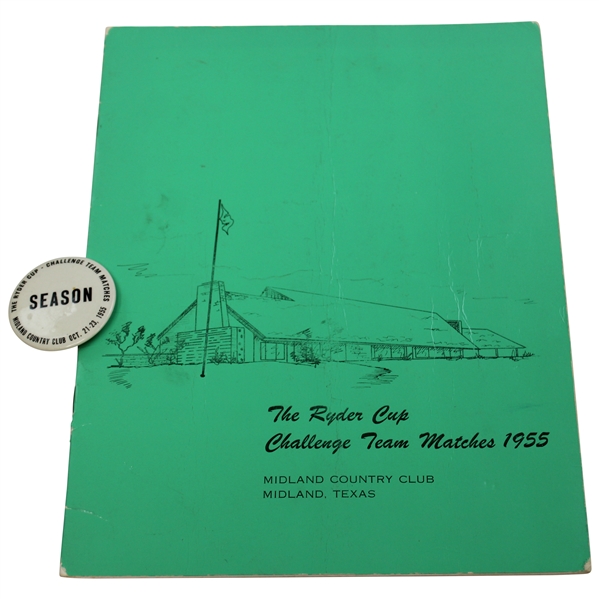 THE RYDER CUP - CHALLENGE TEAM MATCHES
SEASON
MIDLAND COUNTRY CLUB OCT. 21-23, 1955
The Ryder Cup
Challenge Team Matches 1955
MIDLAND COUNTRY CLUB
MIDLAND, TEXAS